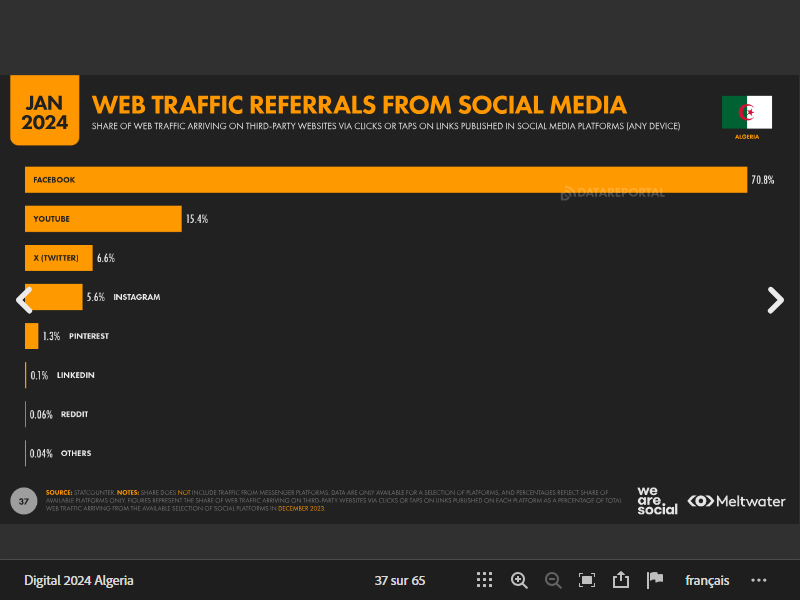 JAN
2024
WEB TRAFFIC REFERRALS FROM SOCIAL MEDIA
SHARE OF WEB TRAFFIC ARRIVING ON THIRD-PARTY WEBSITES VIA CLICKS OR TAPS ON LINKS PUBLISHED IN SOCIAL MEDIA PLATFORMS (ANY DEVICE)
ALGERIA
FACEBOOK 70.8%
DATAREPORTAL
YOUTUBE 15.4%
X (TWITTER) 6.6%
5.6% INSTAGRAM
1.3% PINTEREST
0.1% LINKEDIN
0.06% REDDIT
0.04% OTHERS
37
SOURCE: STATCOUNTER. NOTES: SHARE DOES NOT INCLUDE TRAFFIC FROM MESSENGER PLATFORMS. DATA ARE ONLY AVAILABLE FOR A SELECTION OF PLATFORMS, AND PERCENTAGES REFLECT SHARE OF
AVAILABLE PLATFORMS ONLY. FIGURES REPRESENT THE SHARE OF WEB TRAFFIC ARRIVING ON THIRD-PARTY WEBSITES VIA CLICKS OR TAPS ON LINKS PUBLISHED ON EACH PLATFORM AS A PERCENTAGE OF TOTAL
WEB TRAFFIC ARRIVING FROM THE AVAILABLE SELECTION OF SOCIAL PLATFORMS IN DECEMBER 2023.
we
are.
social
Meltwater
Digital 2024 Algeria
37 sur 65
français